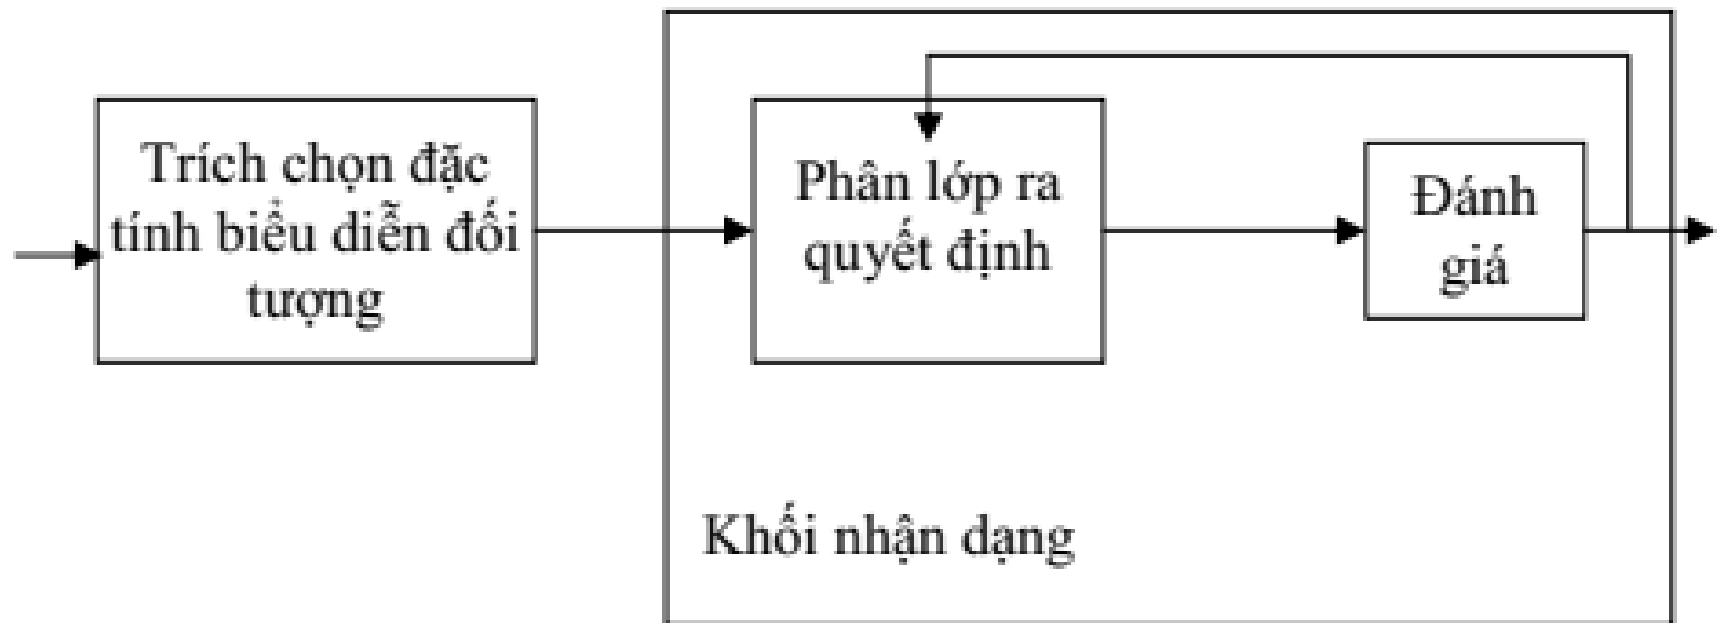 Trích chọn đặc
tính biểu diễn đối
tượng
Phân lớp ra
quyết định
Đánh
giá
Khối nhận dạng